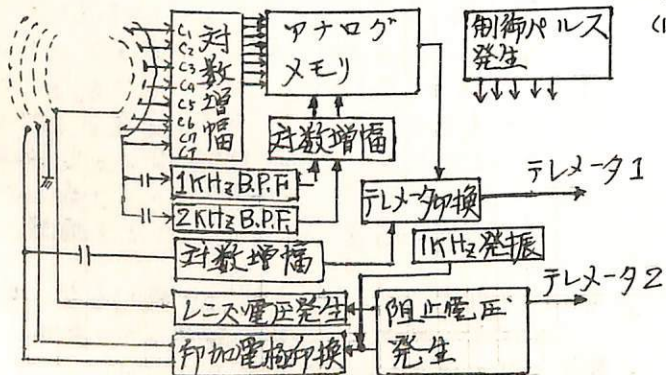 C1
C2
C3
C4
C5
C6
C7
対数増幅
アナログ
メモリ
制御パルス
発生
(1
対数増幅
1KHz B.P.F.
2KHz B.P.F.
テレメータ切換
テレメータ1
対数増幅
1KHz発振
レンズ電圧発生
阻止電圧
発生
テレメータ2
印加電極切換